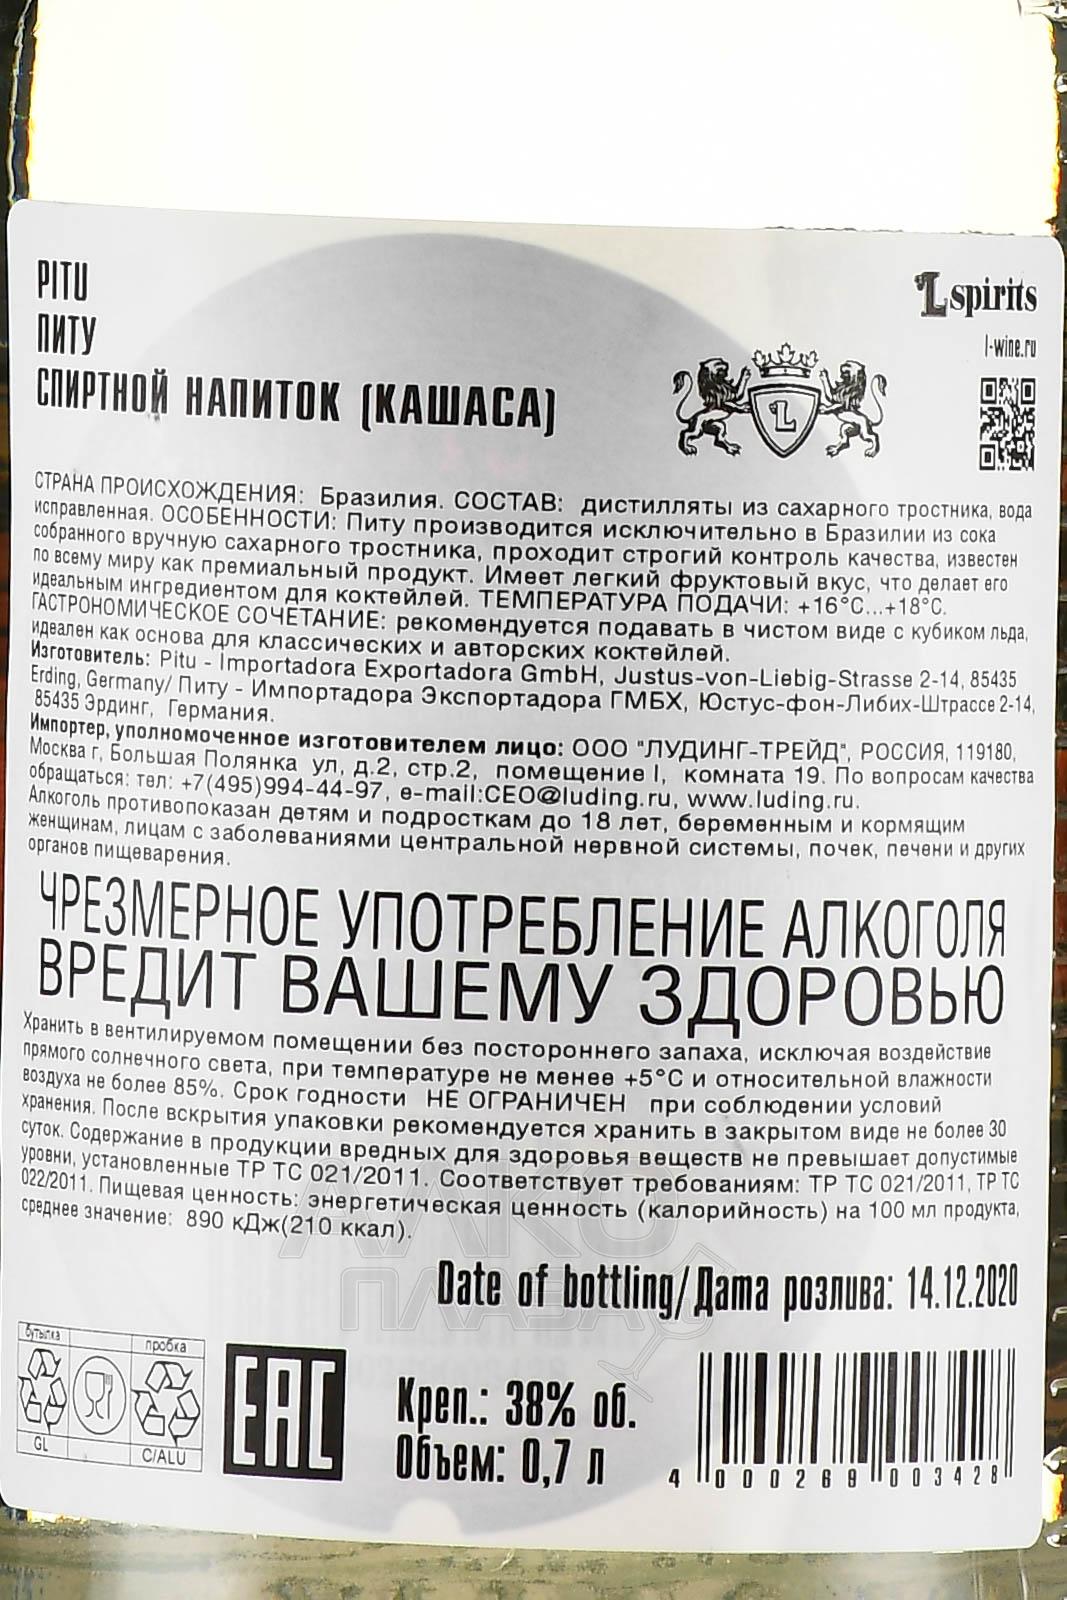 PITU
ПИТУ
СПИРТНОЙ НАПИТОК (КАШАСА)
L spirits
l-wine.ru
L
СТРАНА ПРОИСХОЖДЕНИЯ: Бразилия. СОСТАВ: дистилляты из сахарного тростника, вода
исправленная. ОСОБЕННОСТИ: Питу производится исключительно в Бразилии из сока
собранного вручную сахарного тростника, проходит строгий контроль качества, известен
по всему миру как премиальный продукт. Имеет легкий фруктовый вкус, что делает его
идеальным ингредиентом для коктейлей. ТЕМПЕРАТУРА ПОДАЧИ: +16°С...+18°С.
ГАСТРОНОМИЧЕСКОЕ СОЧЕТАНИЕ: рекомендуется подавать в чистом виде с кубиком льда,
идеален как основа для классических и авторских коктейлей.
Изготовитель: Pitu - Importadora Exportadora GmbH, Justus-von-Liebig-Strasse 2-14, 85435
Erding, Germany/ Питу - Импортадора Экспортадора ГМБХ, Юстус-фон-Либих-Штрассе 2-14,
85435 Эрдинг, Германия.
Импортер, уполномоченное изготовителем лицо: ООО "ЛУДИНГ-ТРЕЙД", РОССИЯ, 119180,
Москва г, Большая Полянка ул, д.2, стр.2, помещение I, комната 19. По вопросам качества
обращаться: тел: +7(495)994-44-97, e-mail:CEO@luding.ru, www.luding.ru.
Алкоголь противопоказан детям и подросткам до 18 лет, беременным и кормящим
женщинам, лицам с заболеваниями центральной нервной системы, почек, печени и других
органов пищеварения.
ЧРЕЗМЕРНОЕ УПОТРЕБЛЕНИЕ АЛКОГОЛЯ
ВРЕДИТ ВАШЕМУ ЗДОРОВЬЮ
Хранить в вентилируемом помещении без постороннего запаха, исключая воздействие
прямого солнечного света, при температуре не менее +5°С и относительной влажности
воздуха не более 85%. Срок годности НЕ ОГРАНИЧЕН при соблюдении условий
хранения. После вскрытия упаковки рекомендуется хранить в закрытом виде не более 30
суток. Содержание в продукции вредных для здоровья веществ не превышает допустимые
уровни, установленные ТР ТС 021/2011. Соответствует требованиям: ТР ТС 021/2011, ТР ТС
022/2011. Пищевая ценность: энергетическая ценность (калорийность) на 100 мл продукта,
среднее значение: 890 кДж(210 ккал).
АЛКО
ПЛАЗА
Date of bottling/Дата розлива: 14.12.2020
бутылка
пробка
GL
C/ALU
EAC
Креп.: 38% об.
Объем: 0,7 л
4 000269 003428